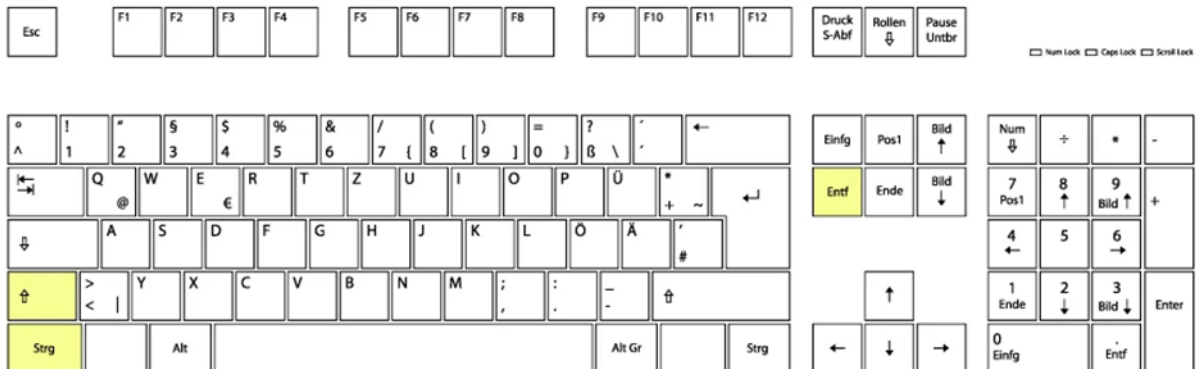 Esc F1 F2 F3 F4 F5 F6 F7 F8 F9 F10 F11 F12 Druck S-Abf Rollen ⇩ Pause Untbr
Num Lock Caps Lock Scroll Lock
° ! " § $ % & / ( ) = ? ` ←
^ 1 2 3 4 5 6 7 { 8 [ 9 ] 0 } ß \ ´
Einfg Pos1 Bild ↑ Num ⇩ ÷ * -
Q @ W E € R T Z U I O P Ü * + ~ ↵
Entf Ende Bild ↓ 7 Pos1 8 ↑ 9 Bild ↑ +
⇩ A S D F G H J K L Ö Ä ' #
4 ← 5 6 →
⇧ > < | Y X C V B N M ; , : . _ - ⇧
↑ 1 Ende 2 ↓ 3 Bild ↓ Enter
Strg Alt Alt Gr Strg
← ↓ → 0 Einfg . Entf